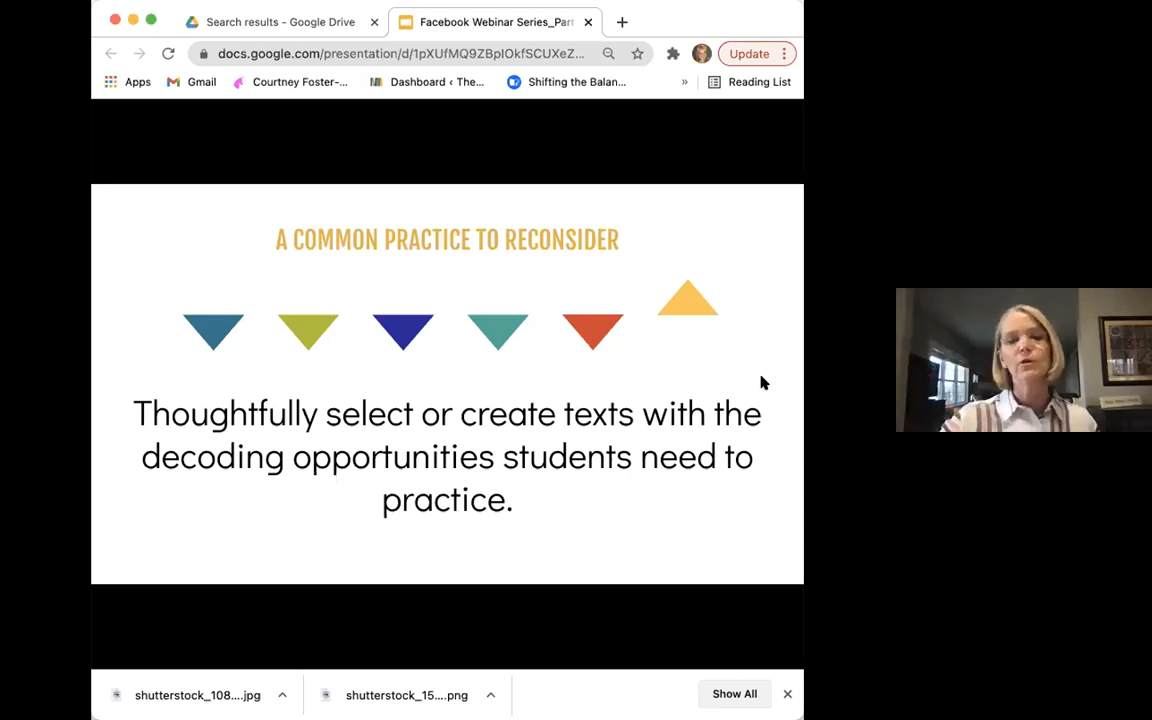 Search results - Google Drive
Facebook Webinar Series_Part
docs.google.com/presentation/d/1pXUfMQ9ZBpIOkfSCUXeZ...
Update
Apps
Gmail
Courtney Foster-...
Dashboard ‹ The...
Shifting the Balan...
»
Reading List
A COMMON PRACTICE TO RECONSIDER
Thoughtfully select or create texts with the
decoding opportunities students need to
practice.
shutterstock_108....jpg
shutterstock_15....png
Show All